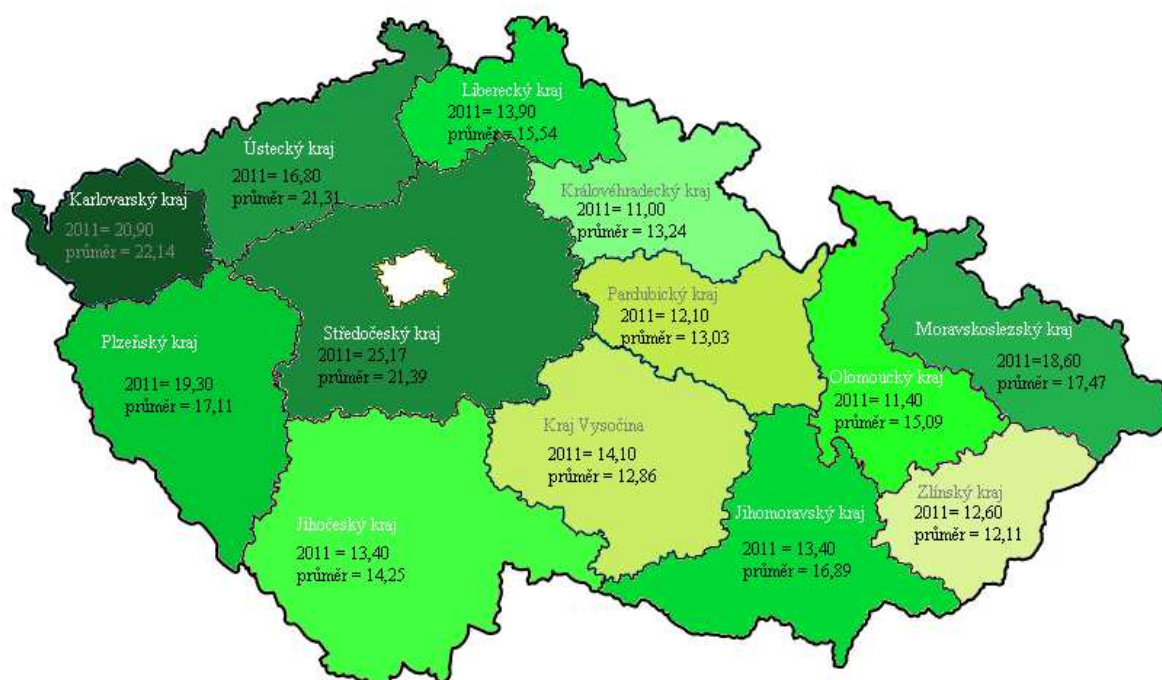 Liberecký kraj
2011= 13,90
průměr = 15,54
Ústecký kraj
2011= 16,80
průměr = 21,31
Karlovarský kraj
2011= 20,90
průměr = 22,14
Královéhradecký kraj
2011= 11,00
průměr = 13,24
Pardubický kraj
2011= 12,10
průměr = 13,03
Středočeský kraj
2011= 25,17
průměr = 21,39
Plzeňský kraj
2011= 19,30
průměr = 17,11
Moravskoslezský kraj
2011=18,60
průměr = 17,47
Olomoucký kraj
2011= 11,40
průměr = 15,09
Kraj Vysočina
2011= 14,10
průměr = 12,86
Zlínský kraj
2011= 12,60
průměr = 12,11
Jihomoravský kraj
2011 = 13,40
průměr = 16,89
Jihočeský kraj
2011 = 13,40
průměr = 14,25